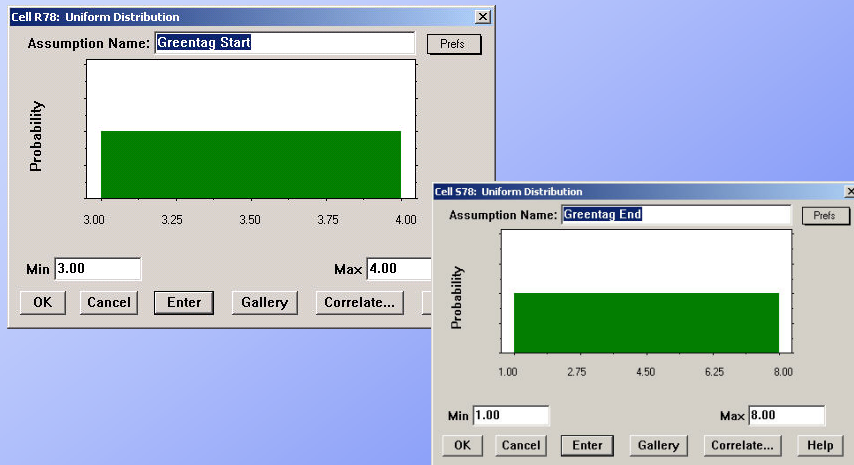 Cell R78: Uniform Distribution
Assumption Name: Greentag Start
Prefs
Probability
3.00 3.25 3.50 3.75 4.00
Min 3.00 Max 4.00
OK Cancel Enter Gallery Correlate...
Cell S78: Uniform Distribution
Assumption Name: Greentag End
Prefs
Probability
1.00 2.75 4.50 6.25 8.00
Min 1.00 Max 8.00
OK Cancel Enter Gallery Correlate... Help